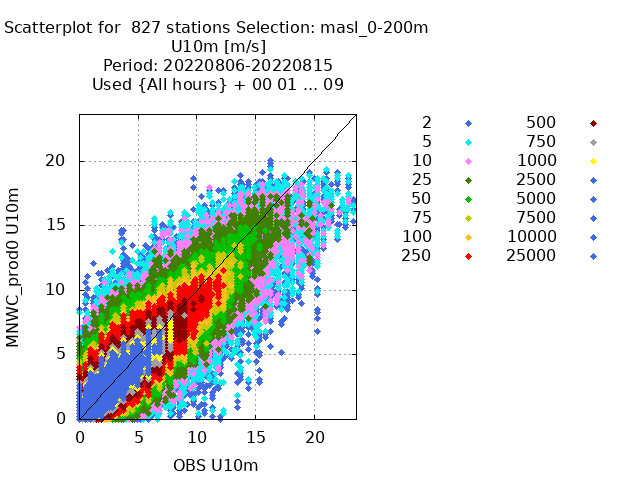 Scatterplot for  827 stations Selection: masl_0-200m
U10m [m/s]
Period: 20220806-20220815
Used {All hours} + 00 01 ... 09
MNWC_prod0 U10m
20
15
10
5
0
0 5 10 15 20
OBS U10m
2 500
5 750
10 1000
25 2500
50 5000
75 7500
100 10000
250 25000